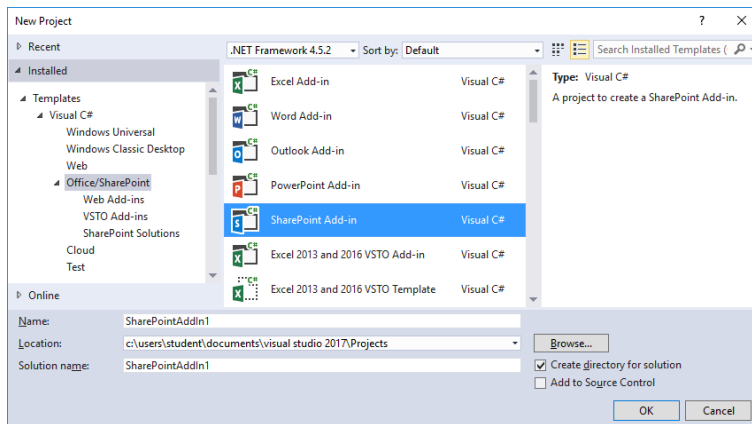 New Project ? X
Recent
.NET Framework 4.5.2 Sort by: Default Search Installed Templates (
Installed
Templates
Visual C#
Windows Universal
Windows Classic Desktop
Web
Office/SharePoint
Web Add-ins
VSTO Add-ins
SharePoint Solutions
Cloud
Test
Online
C# Excel Add-in Visual C#
C# Word Add-in Visual C#
C# Outlook Add-in Visual C#
C# PowerPoint Add-in Visual C#
C# SharePoint Add-in Visual C#
C# Excel 2013 and 2016 VSTO Add-in Visual C#
C# Excel 2013 and 2016 VSTO Template Visual C#
Type: Visual C#
A project to create a SharePoint Add-in.
Name: SharePointAddIn1
Location: c:\users\student\documents\visual studio 2017\Projects Browse...
Solution name: SharePointAddIn1
Create directory for solution
Add to Source Control
OK Cancel